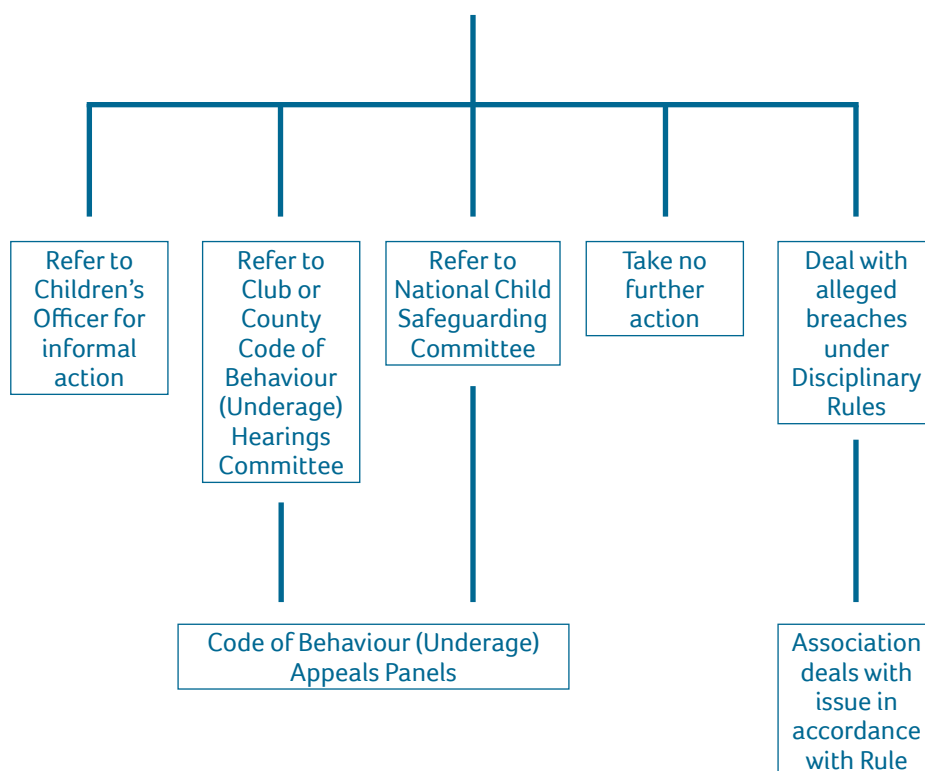 Refer to
Children’s
Officer for
informal
action
Refer to
Club or
County
Code of
Behaviour
(Underage)
Hearings
Committee
Refer to
National Child
Safeguarding
Committee
Take no
further
action
Deal with
alleged
breaches
under
Disciplinary
Rules
Code of Behaviour (Underage)
Appeals Panels
Association
deals with
issue in
accordance
with Rule